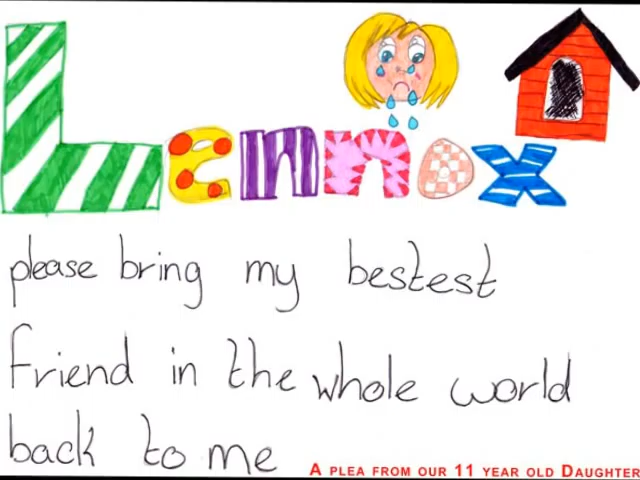 Lennox
please bring my bestest
friend in the whole world
back to me
A PLEA FROM OUR 11 YEAR OLD DAUGHTER